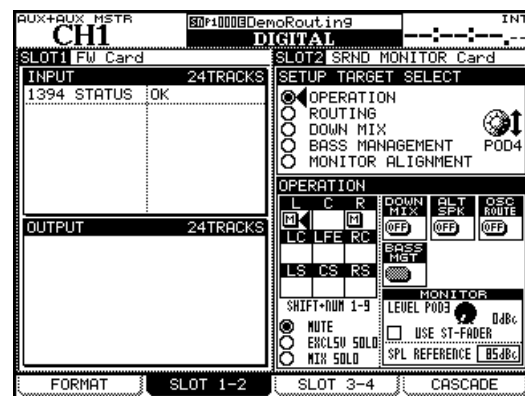 AUX+AUX MSTR
CH1
DemoRouting
DIGITAL
INT
--:--:--.--
SLOT1 FW Card
INPUT 24TRACKS
1394 STATUS OK
OUTPUT 24TRACKS
SLOT2 SRND MONITOR Card
SETUP TARGET SELECT
OPERATION
ROUTING
DOWN MIX
BASS MANAGEMENT
MONITOR ALIGNMENT
POD4
OPERATION
L C R
M M
LC LFE RC
LS CS RS
SHIFT+NUM 1-9
MUTE
EXCLSV SOLO
MIX SOLO
DOWN MIX
OFF
ALT SPK
OFF
OSC ROUTE
OFF
BASS MGT
MONITOR
LEVEL POD3
0dBc
USE ST-FADER
SPL REFERENCE 85dBc
FORMAT
SLOT 1-2
SLOT 3-4
CASCADE